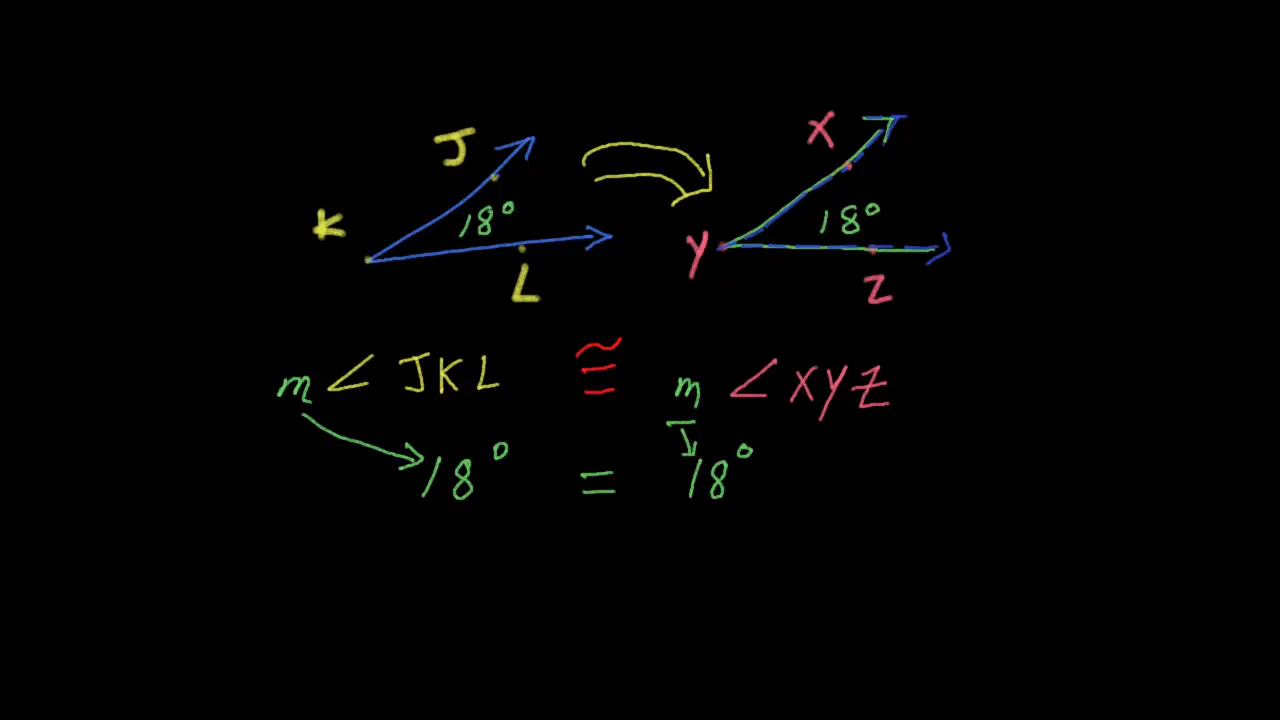 J X
K 18° Y 18°
L Z
m∠JKL ≅ m∠XYZ
18° = 18°